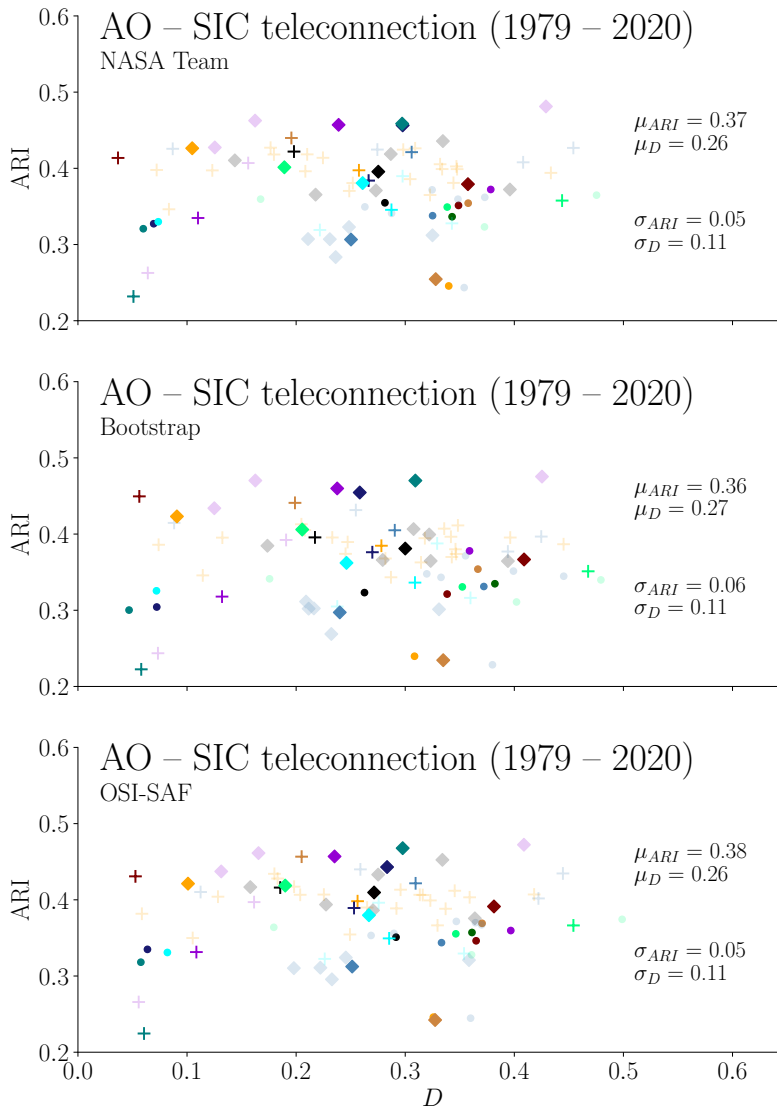 AO – SIC teleconnection (1979 – 2020)
NASA Team
0.6
0.5
0.4
0.3
0.2
ARI
μ_ARI = 0.37
μ_D = 0.26
σ_ARI = 0.05
σ_D = 0.11
AO – SIC teleconnection (1979 – 2020)
Bootstrap
0.6
0.5
0.4
0.3
0.2
ARI
μ_ARI = 0.36
μ_D = 0.27
σ_ARI = 0.06
σ_D = 0.11
AO – SIC teleconnection (1979 – 2020)
OSI-SAF
0.6
0.5
0.4
0.3
0.2
ARI
μ_ARI = 0.38
μ_D = 0.26
σ_ARI = 0.05
σ_D = 0.11
0.0 0.1 0.2 0.3 0.4 0.5 0.6
D